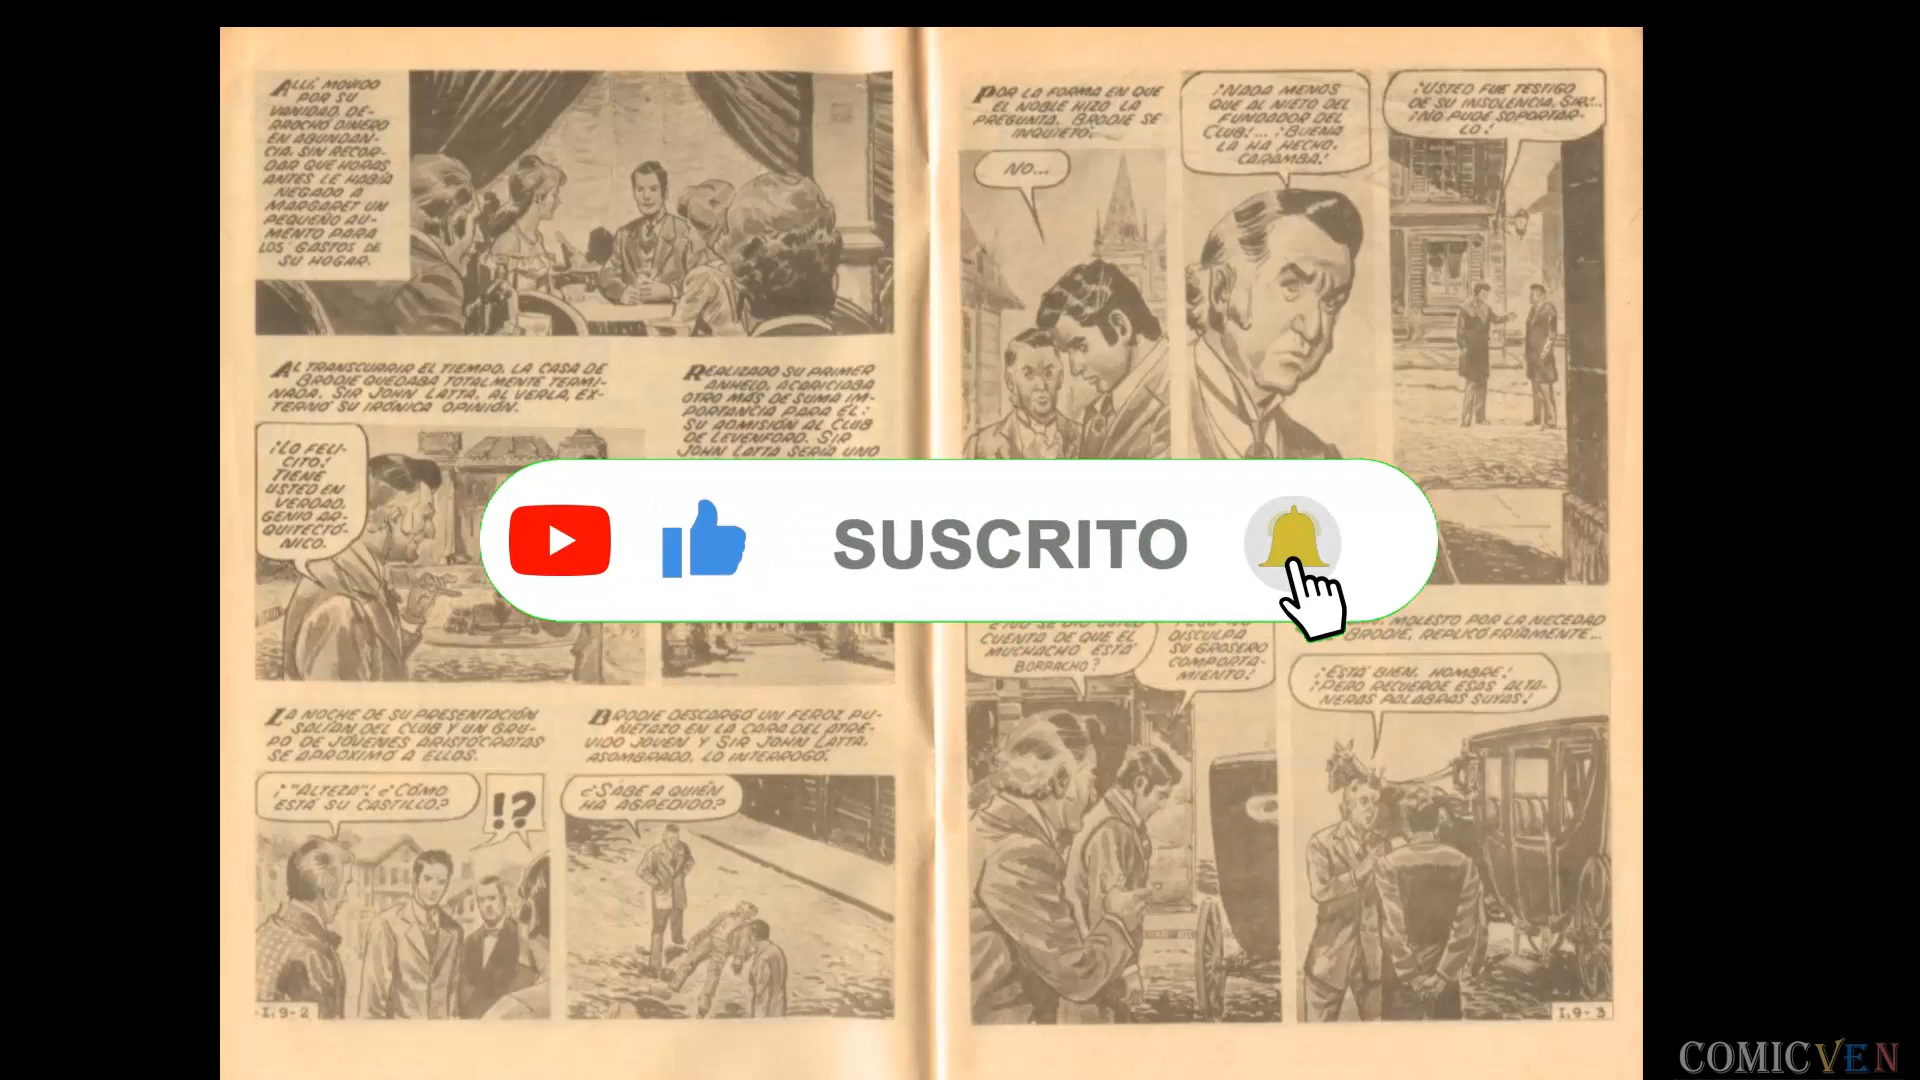 ALLÍ, MOVIDO
POR SU
VANIDAD, DE-
RROCHÓ DINERO
EN ABUNDAN-
CIA, SIN RECOR-
DAR QUE HORAS
ANTES LE HABÍA
NEGADO A
MARGARET UN
PEQUEÑO AU-
MENTO PARA
LOS GASTOS DE
SU HOGAR.
AL TRANSCURRIR EL TIEMPO, LA CASA DE
BRODIE QUEDABA TOTALMENTE TERMI-
NADA. SIR JOHN LATTA, AL VERLA, EX-
TERNÓ SU IRÓNICA OPINIÓN.
¡LO FELI-
CITO!
TIENE
USTED EN
VERDAD,
GENIO AR-
QUITECTÓ-
NICO.
REALIZADO SU PRIMER
ANHELO, ACARICIABA
OTRO MÁS DE SUMA IM-
PORTANCIA PARA ÉL:
SU ADMISIÓN AL CLUB
DE LEVENFORD. SIR
JOHN LATTA SERÍA UNO
LA NOCHE DE SU PRESENTACIÓN
SALÍAN DEL CLUB Y UN GRU-
PO DE JÓVENES ARISTÓCRATAS
SE APROXIMÓ A ELLOS.
¡"ALTEZA"! ¿CÓMO
ESTÁ SU CASTILLO?
!?
BRODIE DESCARGÓ UN FEROZ PU-
ÑETAZO EN LA CARA DEL ATRE-
VIDO JOVEN Y SIR JOHN LATTA,
ASOMBRADO, LO INTERROGÓ.
¿SABE A QUIÉN
HA AGREDIDO?
I.9-2
POR LA FORMA EN QUE
EL NOBLE HIZO LA
PREGUNTA, BRODIE SE
INQUIETÓ.
NO...
¡NADA MENOS
QUE AL NIETO DEL
FUNDADOR DEL
CLUB!... ¡BUENA
LA HA HECHO,
CARAMBA!
¡USTED FUE TESTIGO
DE SU INSOLENCIA, SIR!...
¡NO PUDE SOPORTAR-
LO!
SUSCRITO
¿NO SE DIO USTED
CUENTA DE QUE EL
MUCHACHO ESTÁ
BORRACHO?
DISCULPA
SU GROSERO
COMPORTA-
MIENTO!
MOLESTO POR LA NECEDAD
BRODIE, REPLICÓ FRÍAMENTE...
¡ESTÁ BIEN, HOMBRE!
¡PERO RECUERDE ESAS ALTA-
NERAS PALABRAS SUYAS!
I.9-3
COMICVEN